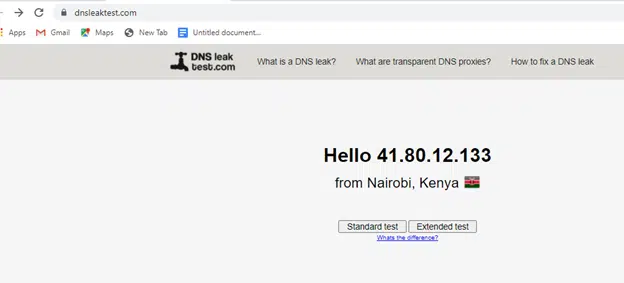 dnsleaktest.com
Apps Gmail Maps New Tab Untitled document...
DNS leak
test.com
What is a DNS leak? What are transparent DNS proxies? How to fix a DNS leak
Hello 41.80.12.133
from Nairobi, Kenya
Standard test Extended test
Whats the difference?